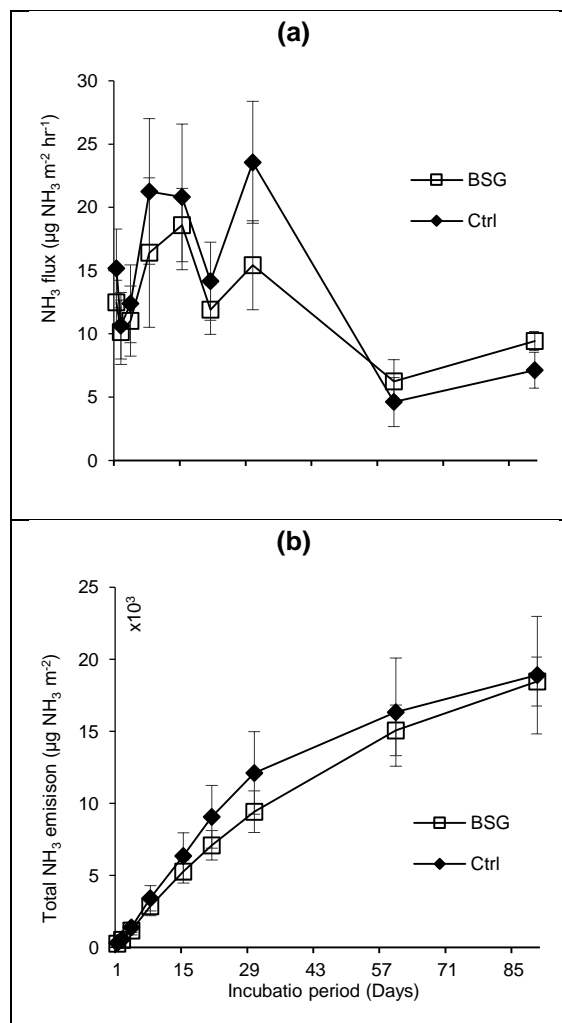 (a)
30
25
20
15
10
5
0
NH₃ flux (µg NH₃ m⁻² hr⁻¹)
BSG
Ctrl
(b)
25
20
15
10
5
0
x10³
Total NH₃ emisison (µg NH₃ m⁻²)
BSG
Ctrl
1 15 29 43 57 71 85
Incubatio period (Days)